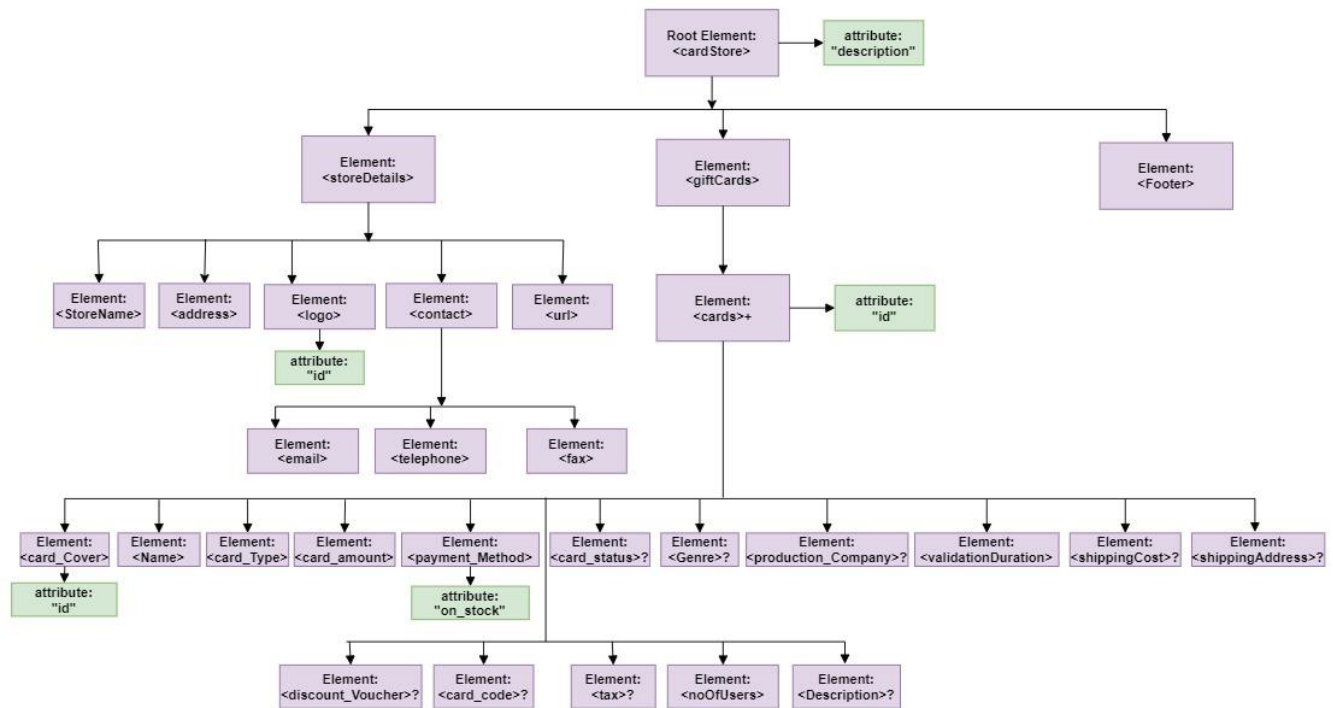 Root Element:
<cardStore>
attribute:
"description"
Element:
<storeDetails>
Element:
<giftCards>
Element:
<Footer>
Element:
<StoreName>
Element:
<address>
Element:
<logo>
Element:
<contact>
Element:
<url>
Element:
<cards>+
attribute:
"id"
attribute:
"id"
Element:
<email>
Element:
<telephone>
Element:
<fax>
Element:
<card_Cover>
Element:
<Name>
Element:
<card_Type>
Element:
<card_amount>
Element:
<payment_Method>
Element:
<card_status>?
Element:
<Genre>?
Element:
<production_Company>?
Element:
<validationDuration>
Element:
<shippingCost>?
Element:
<shippingAddress>?
attribute:
"id"
attribute:
"on_stock"
Element:
<discount_Voucher>?
Element:
<card_code>?
Element:
<tax>?
Element:
<noOfUsers>
Element:
<Description>?